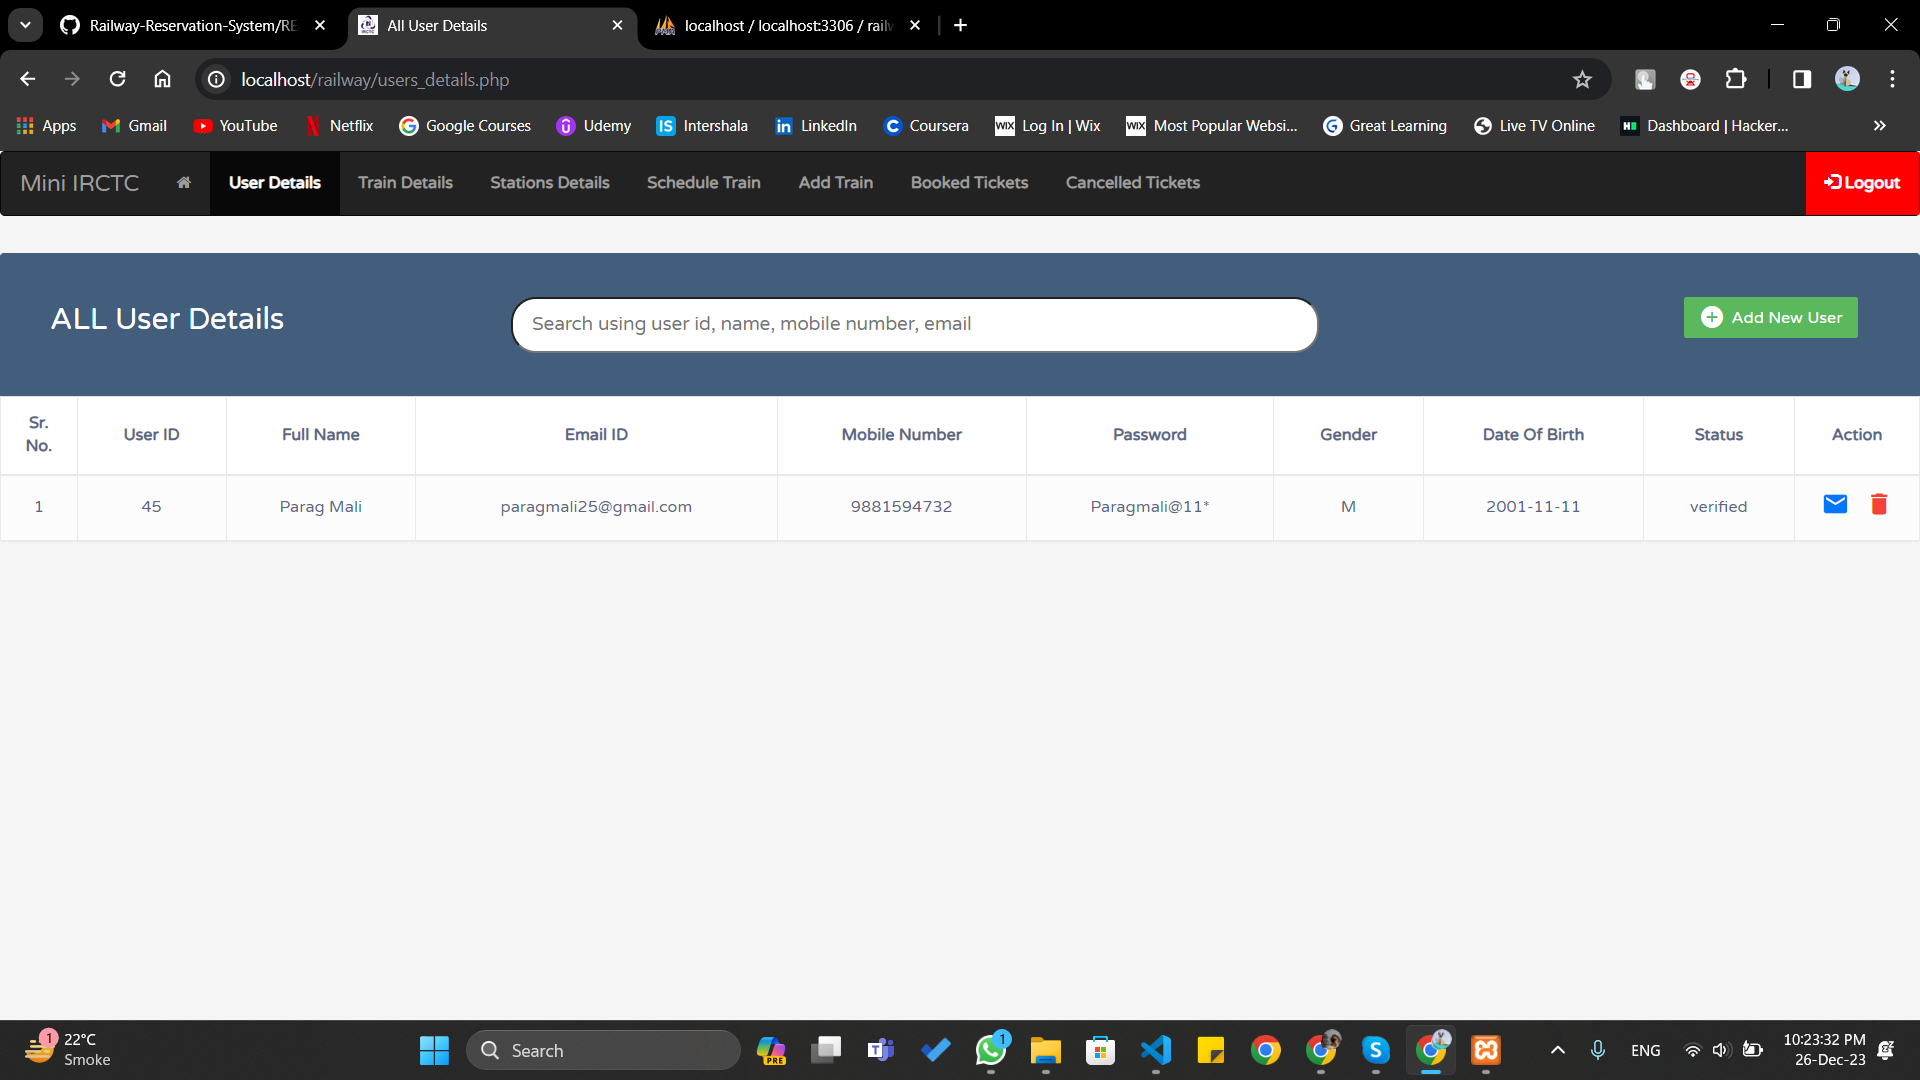 Railway-Reservation-System/RE
All User Details
localhost / localhost:3306 / railw
localhost/railway/users_details.php
Apps Gmail YouTube Netflix Google Courses Udemy Intershala LinkedIn Coursera Log In | Wix Most Popular Websi... Great Learning Live TV Online Dashboard | Hacker...
Mini IRCTC User Details Train Details Stations Details Schedule Train Add Train Booked Tickets Cancelled Tickets Logout
ALL User Details
Search using user id, name, mobile number, email
Add New User
Sr. No. User ID Full Name Email ID Mobile Number Password Gender Date Of Birth Status Action
1 45 Parag Mali paragmali25@gmail.com 9881594732 Paragmali@11* M 2001-11-11 verified
1
22°C
Smoke
Search
PRE
1
ENG
10:23:32 PM
26-Dec-23